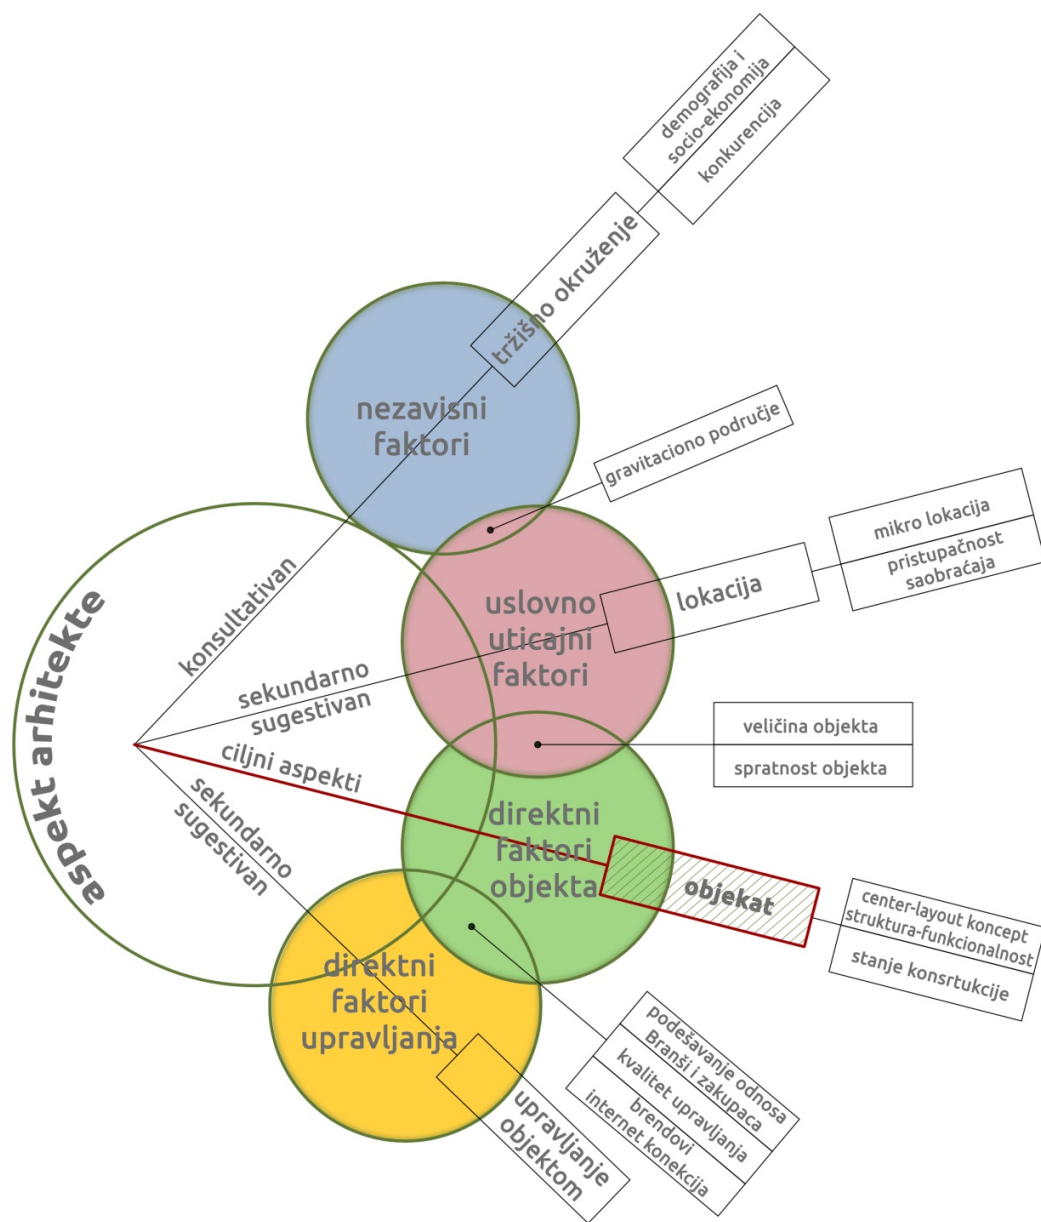 demografija i
socio-ekonomija
konkurencija
tržišno okruženje
nezavisni
faktori
gravitaciono područje
mikro lokacija
pristupačnost
saobraćaja
lokacija
uslovno
uticajni
faktori
konsultativan
aspekt arhitekte
sekundarno
sugestivan
veličina objekta
spratnost objekta
ciljni aspekti
direktni
faktori
objekta
objekat
center-layout koncept
struktura-funkcionalnost
stanje konsrtukcije
sekundarno
sugestivan
direktni
faktori
upravljanja
upravljanje
objektom
podešavanje odnosa
Branši i zakupaca
kvalitet upravljanja
brendovi
internet konekcija